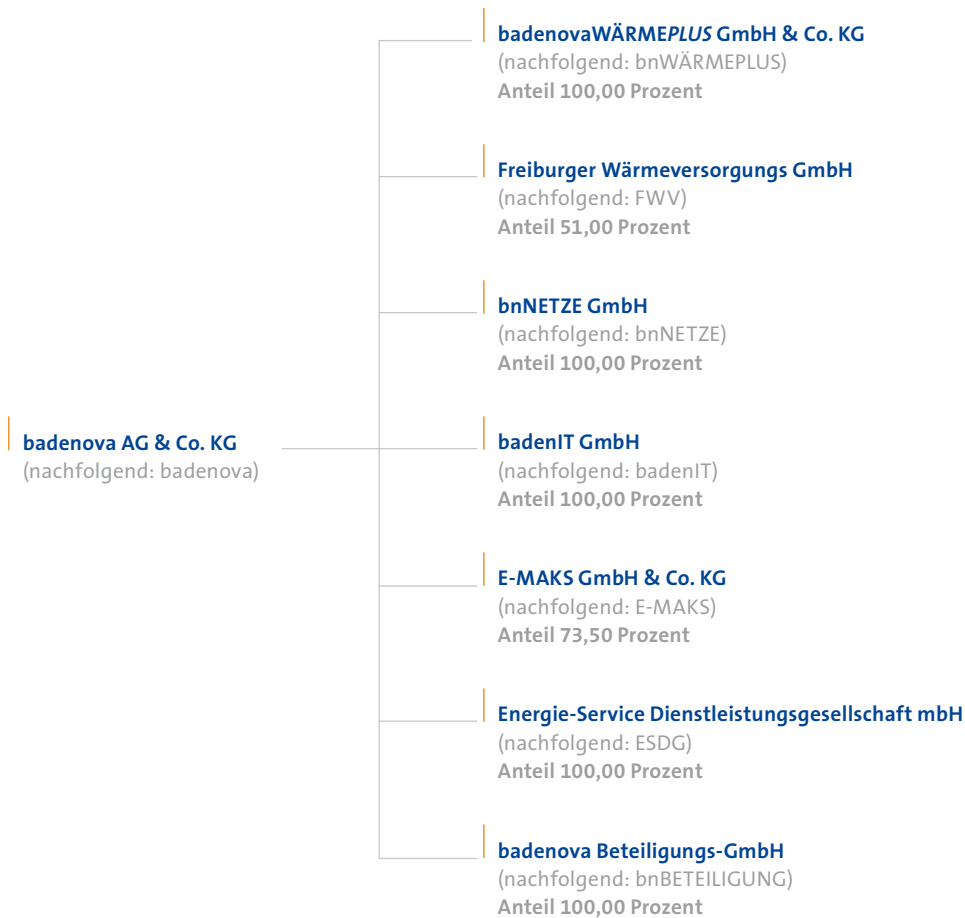 badenova AG & Co. KG
(nachfolgend: badenova)
badenovaWÄRMEPLUS GmbH & Co. KG
(nachfolgend: bnWÄRMEPLUS)
Anteil 100,00 Prozent
Freiburger Wärmeversorgungs GmbH
(nachfolgend: FWV)
Anteil 51,00 Prozent
bnNETZE GmbH
(nachfolgend: bnNETZE)
Anteil 100,00 Prozent
badenIT GmbH
(nachfolgend: badenIT)
Anteil 100,00 Prozent
E-MAKS GmbH & Co. KG
(nachfolgend: E-MAKS)
Anteil 73,50 Prozent
Energie-Service Dienstleistungsgesellschaft mbH
(nachfolgend: ESDG)
Anteil 100,00 Prozent
badenova Beteiligungs-GmbH
(nachfolgend: bnBETEILIGUNG)
Anteil 100,00 Prozent